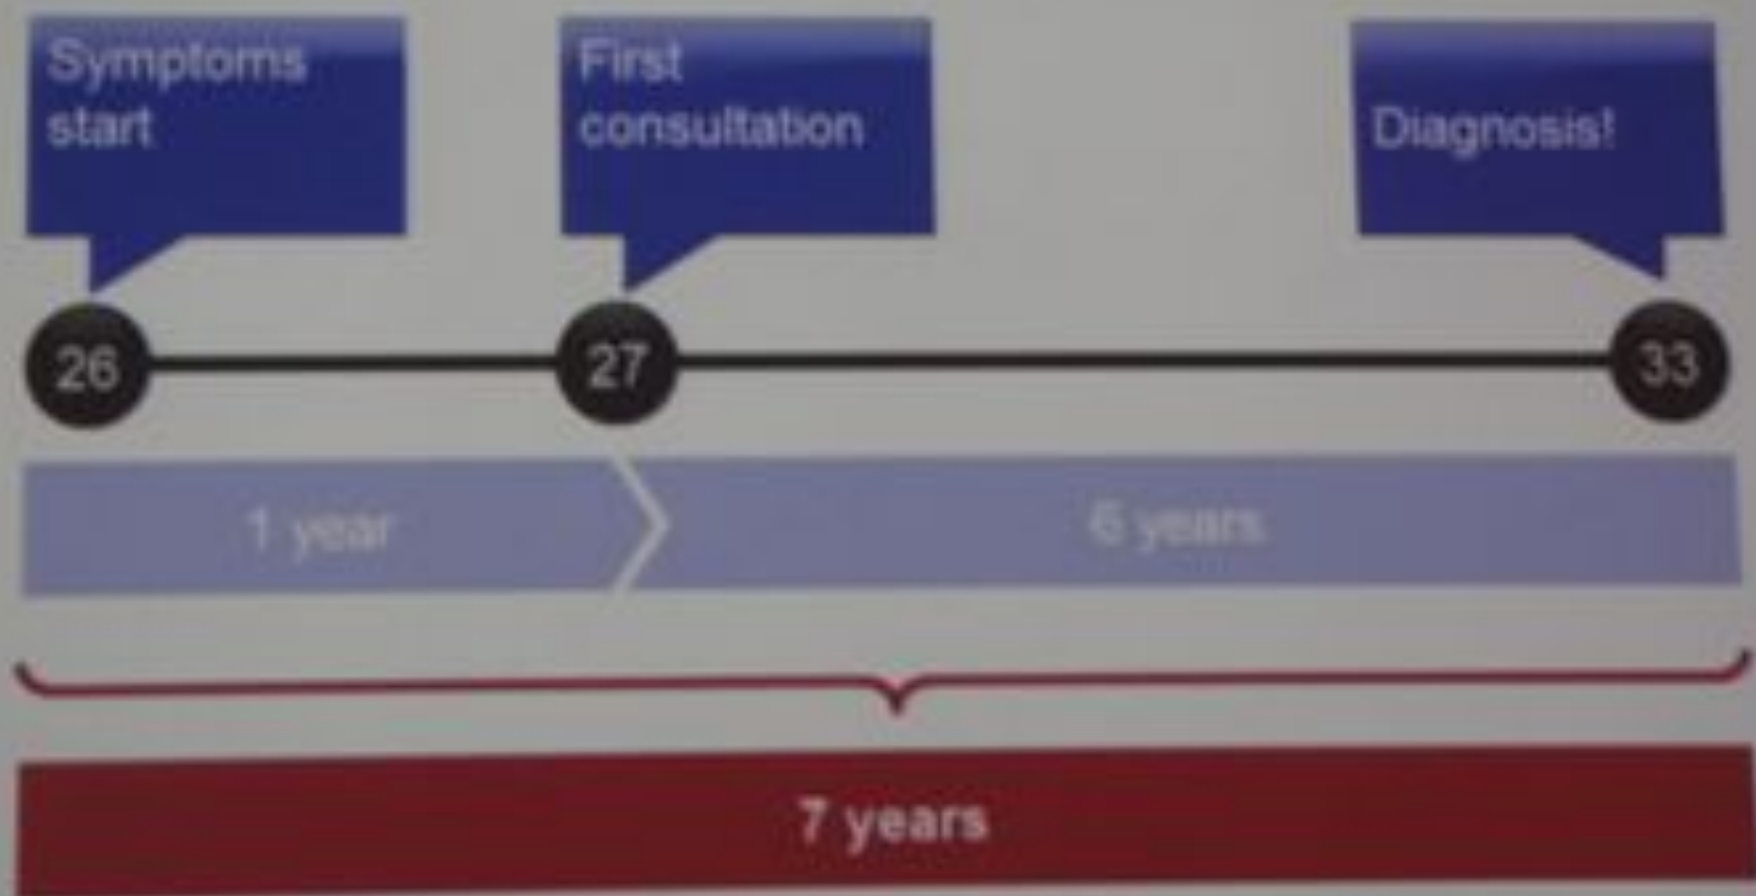 Symptoms
start
First
consultation
Diagnosis!
26
27
33
1 year
6 years
7 years